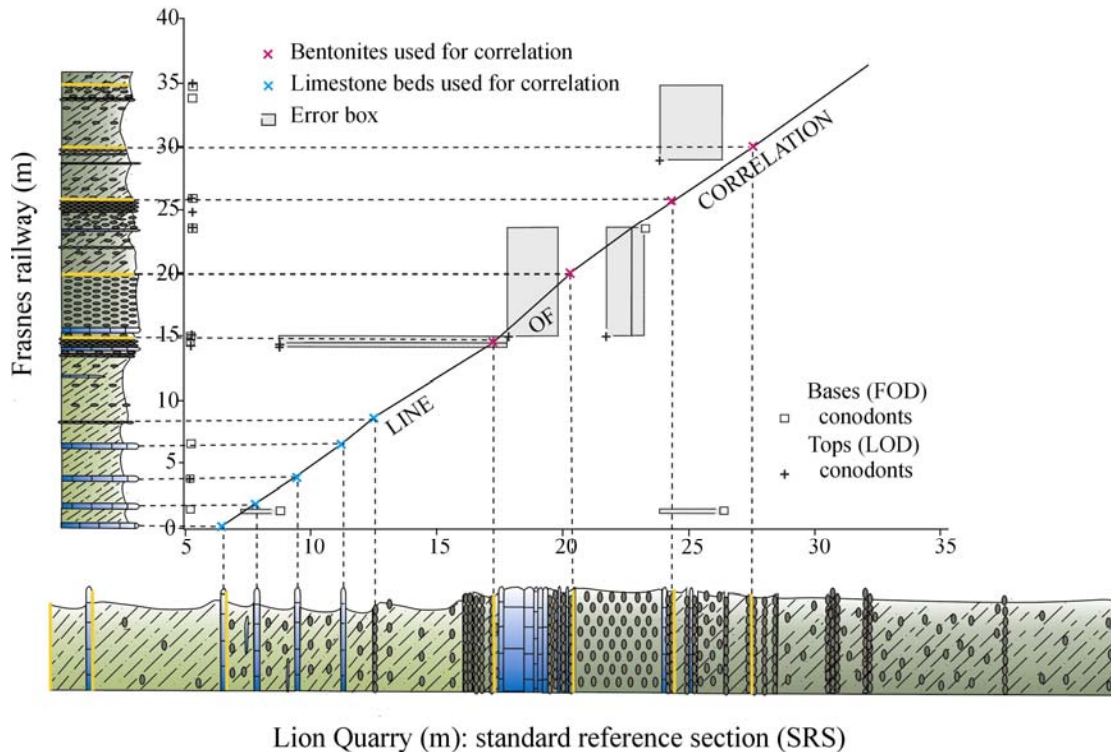 40
35
30
25
20
15
10
5
0
Frasnes railway (m)
Bentonites used for correlation
Limestone beds used for correlation
Error box
LINE OF CORRELATION
Bases (FOD)
conodonts
Tops (LOD)
conodonts
5 10 15 20 25 30 35
Lion Quarry (m): standard reference section (SRS)